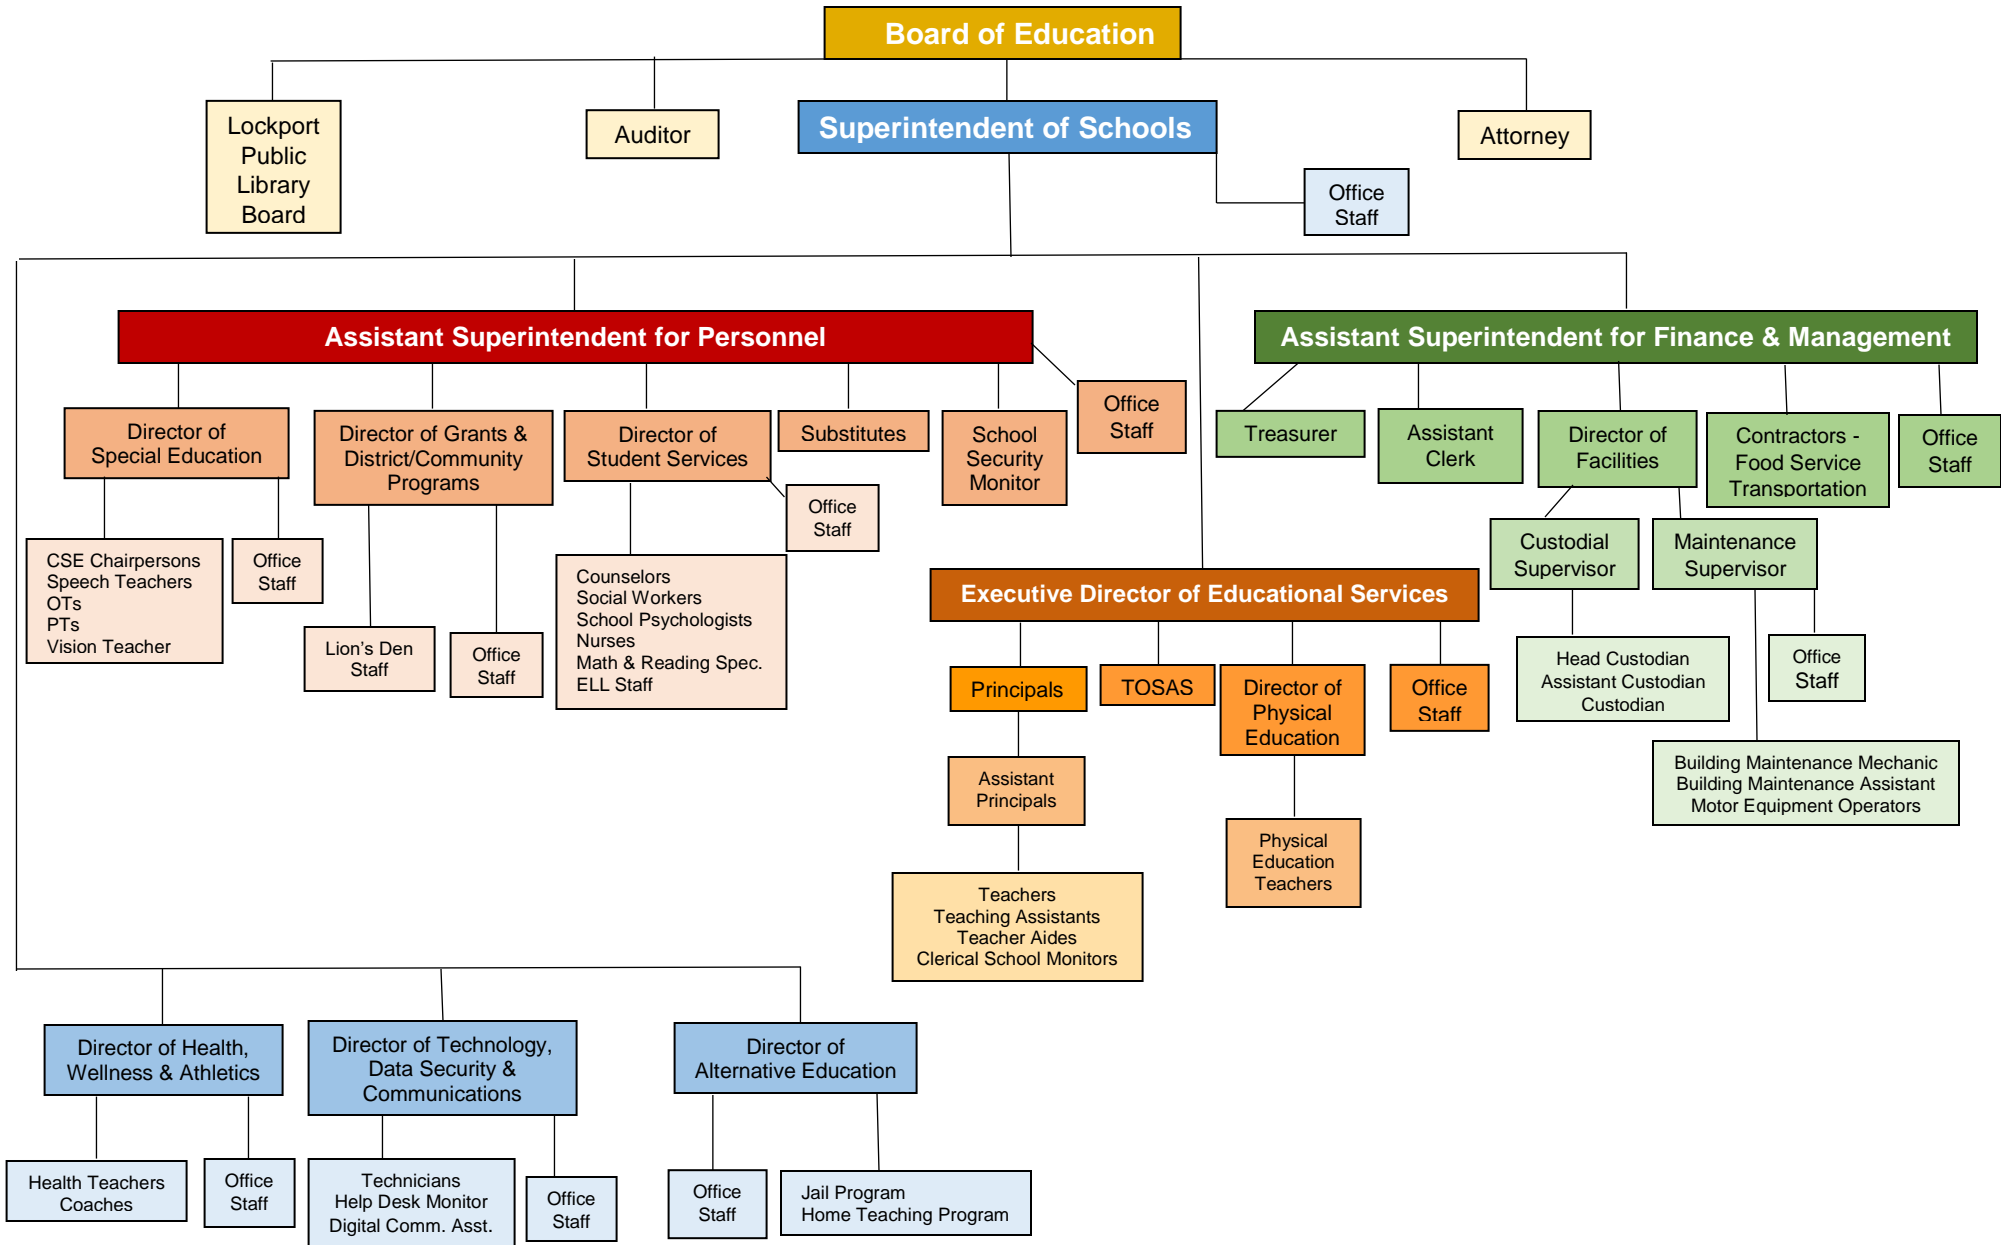 Board of Education
Lockport
Public
Library
Board
Auditor
Superintendent of Schools
Attorney
Office
Staff
Assistant Superintendent for Personnel
Assistant Superintendent for Finance & Management
Director of
Special Education
Director of Grants &
District/Community
Programs
Director of
Student Services
Substitutes
School
Security
Monitor
Office
Staff
Treasurer
Assistant
Clerk
Director of
Facilities
Contractors -
Food Service
Transportation
Office
Staff
CSE Chairpersons
Speech Teachers
OTs
PTs
Vision Teacher
Office
Staff
Lion's Den
Staff
Office
Staff
Counselors
Social Workers
School Psychologists
Nurses
Math & Reading Spec.
ELL Staff
Office
Staff
Custodial
Supervisor
Maintenance
Supervisor
Head Custodian
Assistant Custodian
Custodian
Office
Staff
Building Maintenance Mechanic
Building Maintenance Assistant
Motor Equipment Operators
Executive Director of Educational Services
Principals
TOSAS
Director of
Physical
Education
Office
Staff
Assistant
Principals
Physical
Education
Teachers
Teachers
Teaching Assistants
Teacher Aides
Clerical School Monitors
Director of Health,
Wellness & Athletics
Director of Technology,
Data Security &
Communications
Director of
Alternative Education
Health Teachers
Coaches
Office
Staff
Technicians
Help Desk Monitor
Digital Comm. Asst.
Office
Staff
Office
Staff
Jail Program
Home Teaching Program